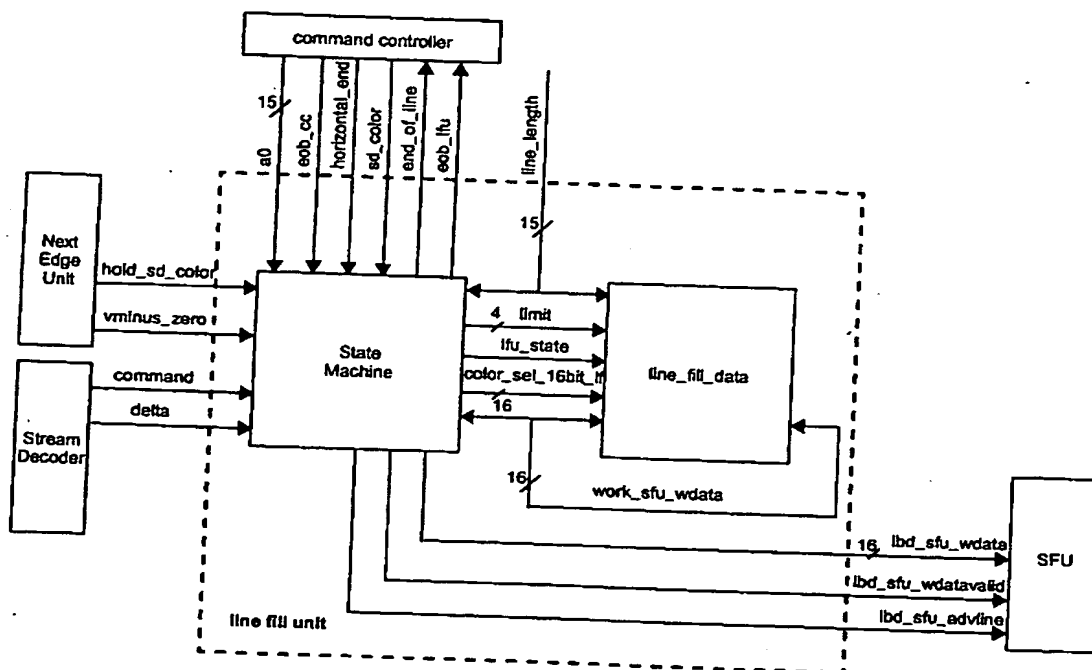 command controller
15
a0
eob_cc
horizontal_end
sd_color
end_of_line
eob_lfu
line_length
15
Next
Edge
Unit
hold_sd_color
vminus_zero
command
delta
Stream
Decoder
State
Machine
4
limit
lfu_state
color_sel_16bit_lf
16
line_fill_data
16
work_sfu_wdata
16
lbd_sfu_wdata
lbd_sfu_wdatavalid
lbd_sfu_advline
SFU
line fill unit